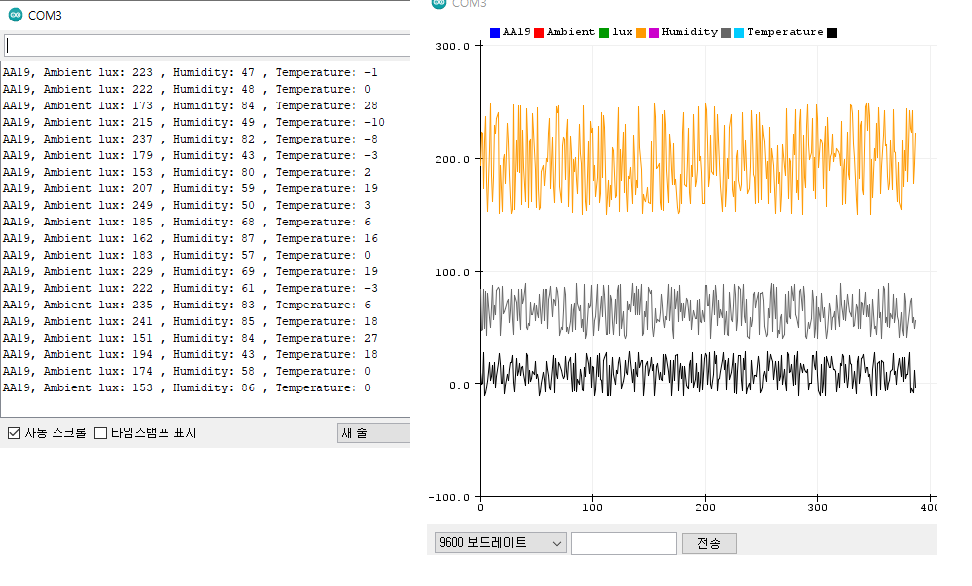 COM3
AA19, Ambient lux: 223 , Humidity: 47 , Temperature: -1
AA19, Ambient lux: 222 , Humidity: 48 , Temperature: 0
AA19, Ambient lux: 173 , Humidity: 84 , Temperature: 28
AA19, Ambient lux: 215 , Humidity: 49 , Temperature: -10
AA19, Ambient lux: 237 , Humidity: 82 , Temperature: -8
AA19, Ambient lux: 179 , Humidity: 43 , Temperature: -3
AA19, Ambient lux: 153 , Humidity: 80 , Temperature: 2
AA19, Ambient lux: 207 , Humidity: 59 , Temperature: 19
AA19, Ambient lux: 249 , Humidity: 50 , Temperature: 3
AA19, Ambient lux: 185 , Humidity: 68 , Temperature: 6
AA19, Ambient lux: 162 , Humidity: 87 , Temperature: 16
AA19, Ambient lux: 183 , Humidity: 57 , Temperature: 0
AA19, Ambient lux: 229 , Humidity: 69 , Temperature: 19
AA19, Ambient lux: 222 , Humidity: 61 , Temperature: -3
AA19, Ambient lux: 235 , Humidity: 83 , Temperature: 6
AA19, Ambient lux: 241 , Humidity: 85 , Temperature: 18
AA19, Ambient lux: 151 , Humidity: 84 , Temperature: 27
AA19, Ambient lux: 194 , Humidity: 43 , Temperature: 18
AA19, Ambient lux: 174 , Humidity: 58 , Temperature: 0
AA19, Ambient lux: 153 , Humidity: 86 , Temperature: 0
자동 스크롤 타임스탬프 표시 새 줄
COM3
AA19 Ambient lux Humidity Temperature
300.0
200.0
100.0
0.0
-100.0
0 100 200 300 400
9600 보드레이트 전송